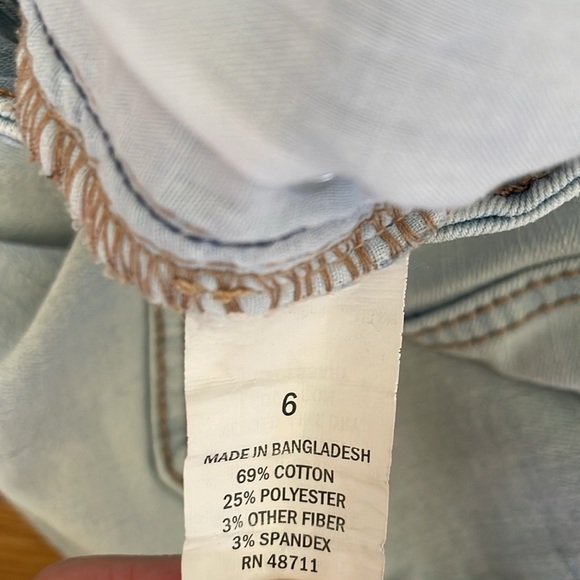 6
MADE IN BANGLADESH
69% COTTON
25% POLYESTER
3% OTHER FIBER
3% SPANDEX
RN 48711